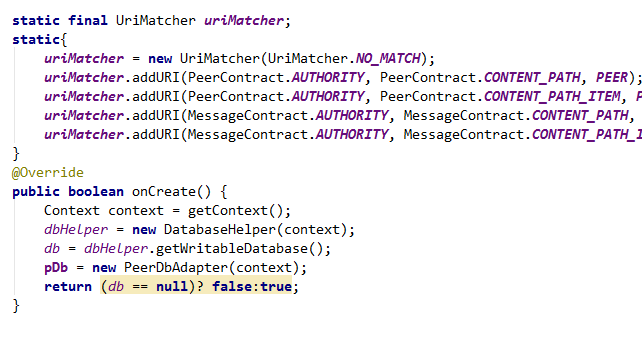 static final UriMatcher uriMatcher;
static{
uriMatcher = new UriMatcher(UriMatcher.NO_MATCH);
uriMatcher.addURI(PeerContract.AUTHORITY, PeerContract.CONTENT_PATH, PEER);
uriMatcher.addURI(PeerContract.AUTHORITY, PeerContract.CONTENT_PATH_ITEM,
uriMatcher.addURI(MessageContract.AUTHORITY, MessageContract.CONTENT_PATH,
uriMatcher.addURI(MessageContract.AUTHORITY, MessageContract.CONTENT_PATH_I
}
@Override
public boolean onCreate() {
Context context = getContext();
dbHelper = new DatabaseHelper(context);
db = dbHelper.getWritableDatabase();
pDb = new PeerDbAdapter(context);
return (db == null)? false:true;
}